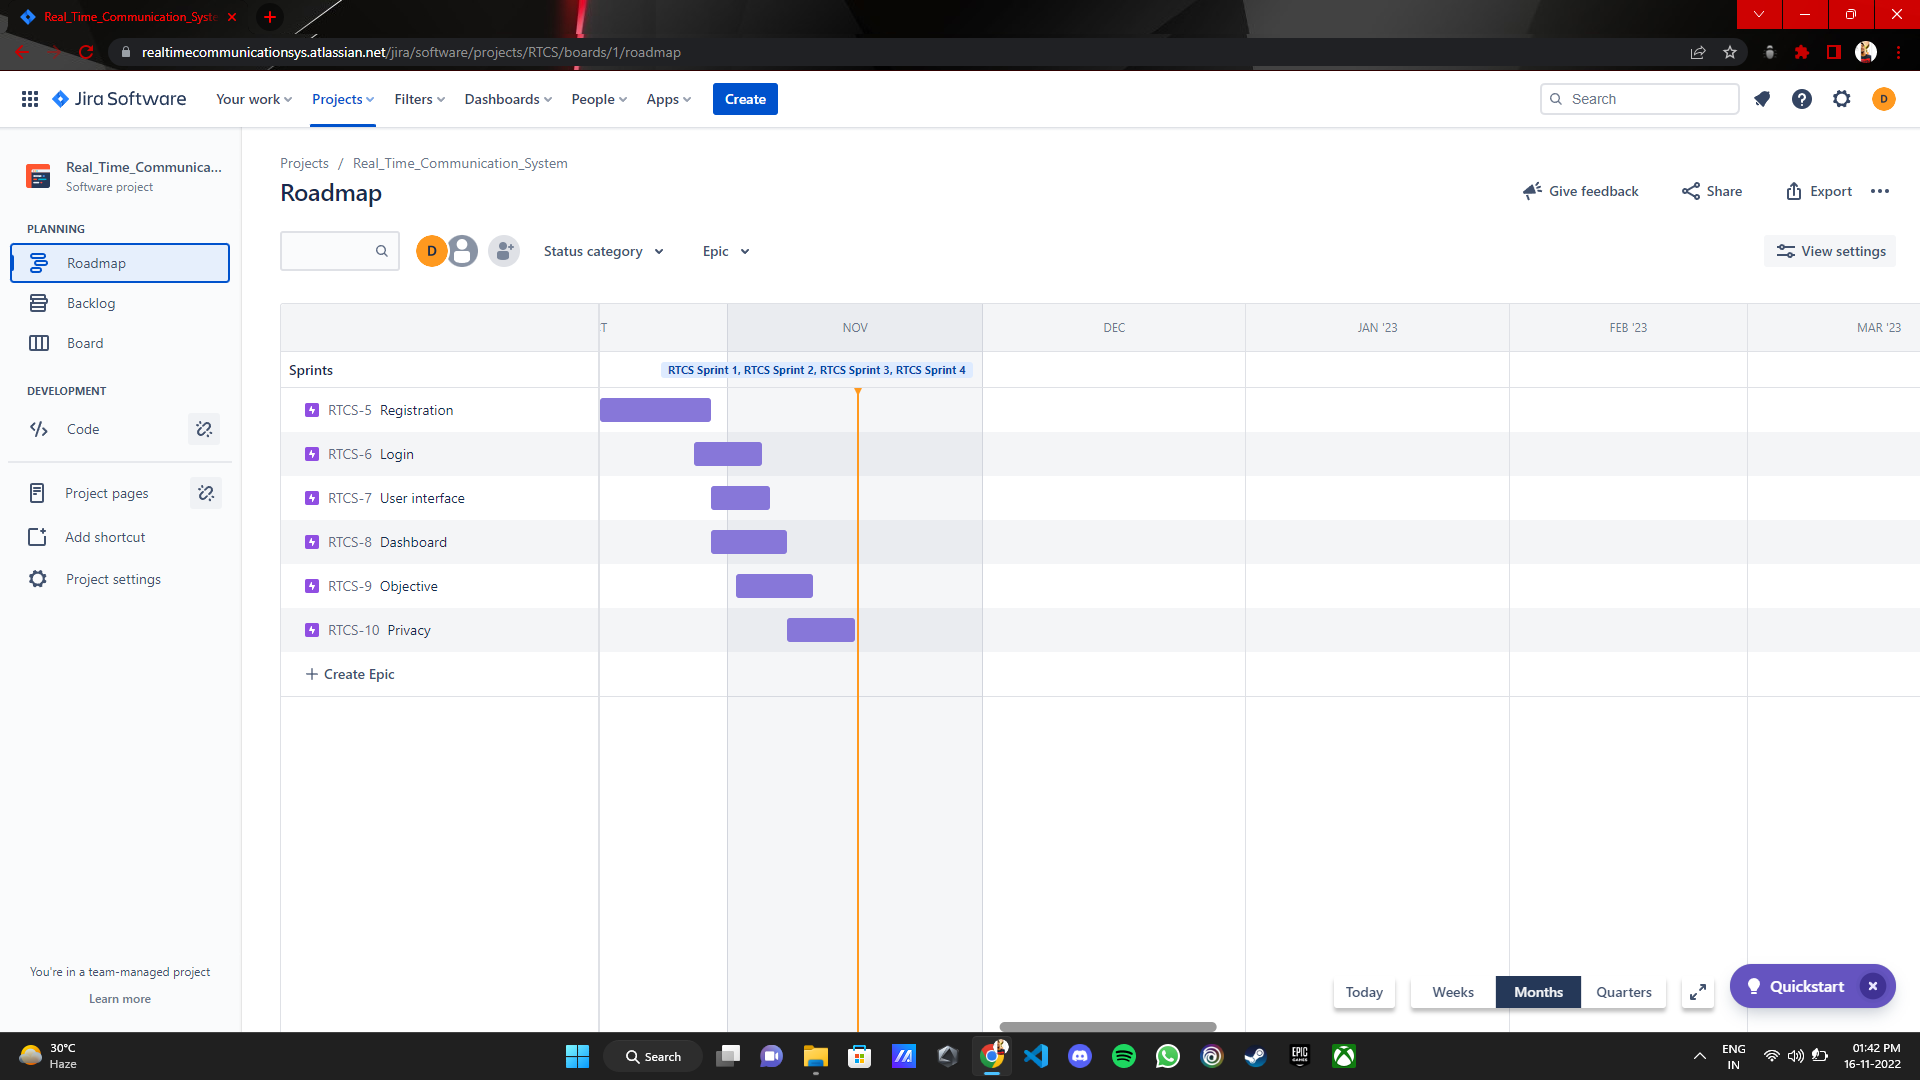 Real_Time_Communication_Syste
realtimecommunicationsys.atlassian.net/jira/software/projects/RTCS/boards/1/roadmap
Jira Software
Your work
Projects
Filters
Dashboards
People
Apps
Create
Search
D
Real_Time_Communica...
Software project
PLANNING
Roadmap
Backlog
Board
DEVELOPMENT
Code
Project pages
Add shortcut
Project settings
You're in a team-managed project
Learn more
Projects / Real_Time_Communication_System
Roadmap
Give feedback
Share
Export
D
Status category
Epic
View settings
T
NOV
DEC
JAN '23
FEB '23
MAR '23
Sprints
RTCS Sprint 1, RTCS Sprint 2, RTCS Sprint 3, RTCS Sprint 4
RTCS-5 Registration
RTCS-6 Login
RTCS-7 User interface
RTCS-8 Dashboard
RTCS-9 Objective
RTCS-10 Privacy
+ Create Epic
Today
Weeks
Months
Quarters
Quickstart
30°C
Haze
Search
EPIC
GAMES
ENG
IN
01:42 PM
16-11-2022